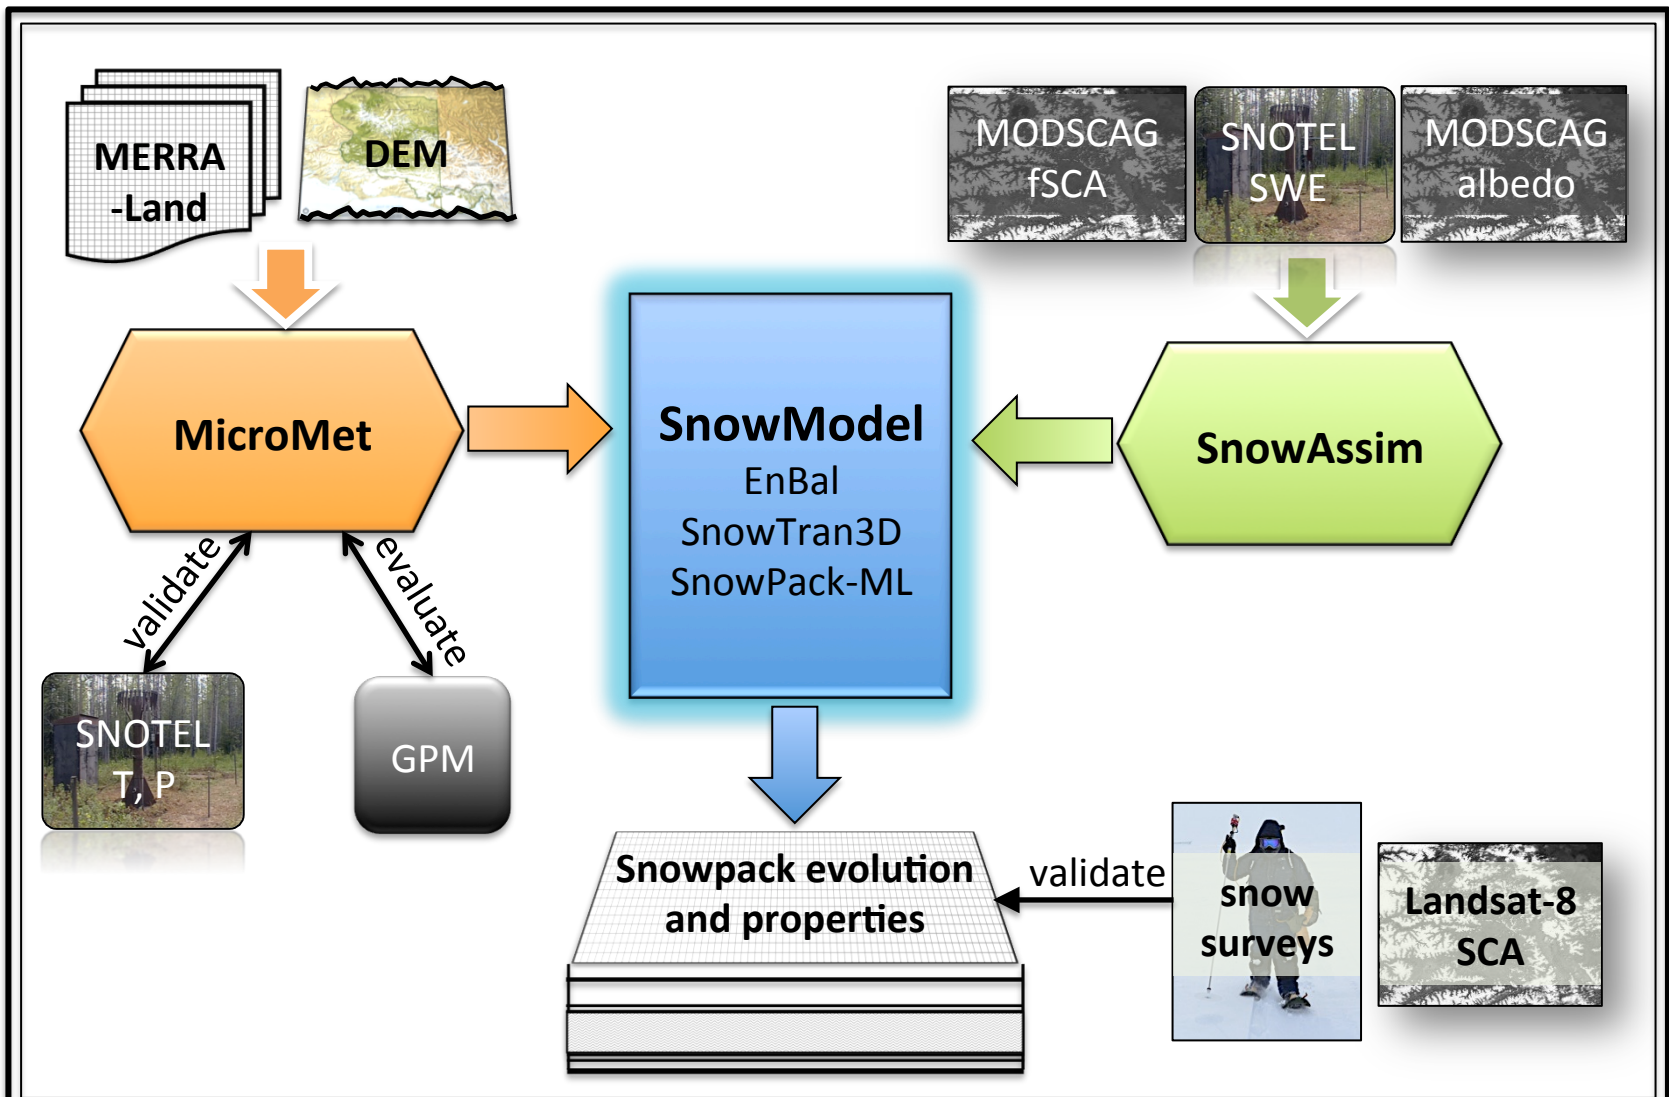 MERRA
-Land
DEM
MODSCAG
fSCA
SNOTEL
SWE
MODSCAG
albedo
MicroMet
SnowModel
EnBal
SnowTran3D
SnowPack-ML
SnowAssim
validate
evaluate
SNOTEL
T, P
GPM
Snowpack evolution
and properties
validate
snow
surveys
Landsat-8
SCA